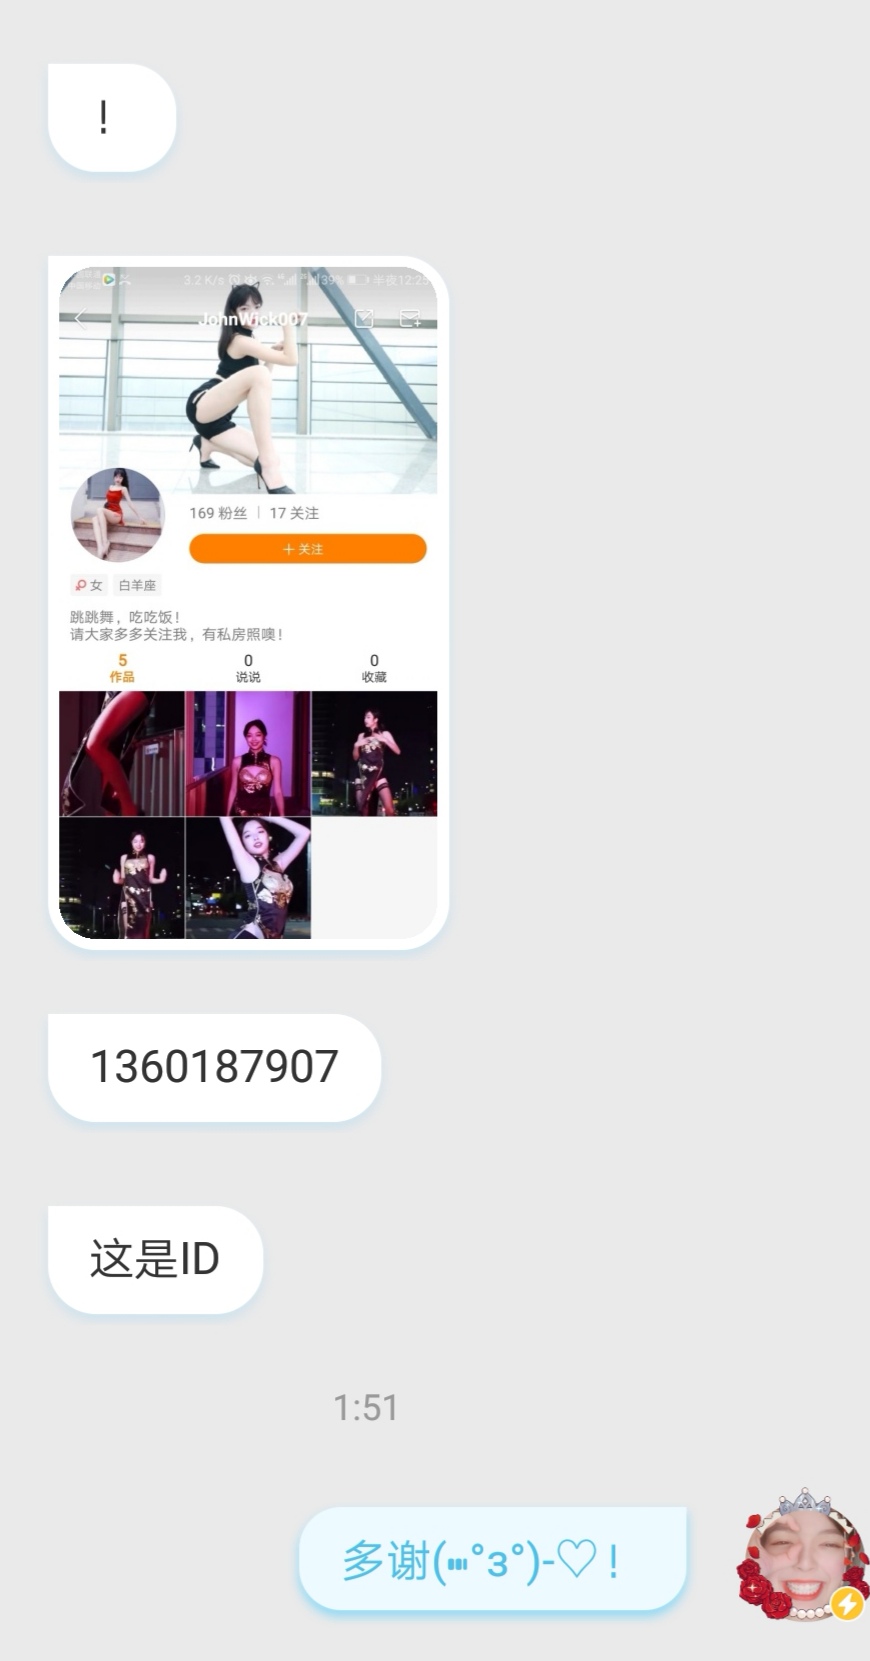 !
3.2 K/s
39%
半夜12:25
JohnWick007
169 粉丝 | 17 关注
+ 关注
女 白羊座
跳跳舞，吃吃饭！
请大家多多关注我，有私房照噢！
5 0 0
作品 说说 收藏
1360187907
这是ID
1:51
多谢(⑉°з°)-♡！